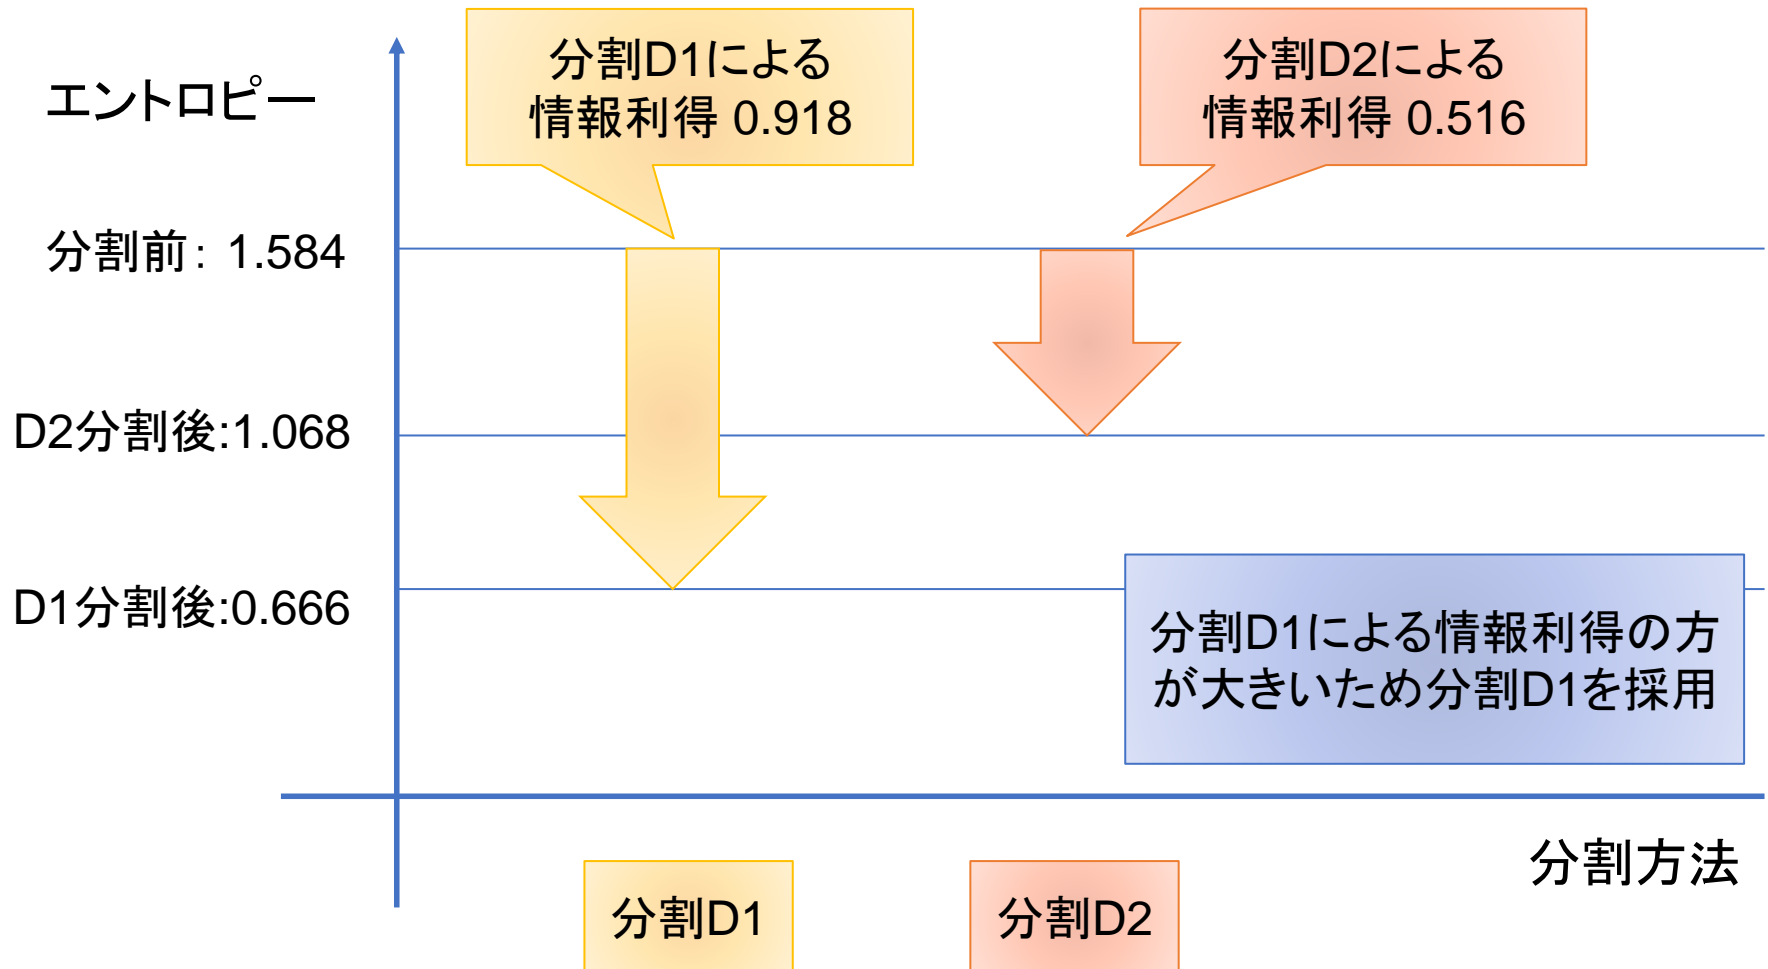 エントロピー
分割D1による
情報利得 0.918
分割D2による
情報利得 0.516
分割前: 1.584
D2分割後:1.068
D1分割後:0.666
分割D1による情報利得の方
が大きいため分割D1を採用
分割方法
分割D1
分割D2